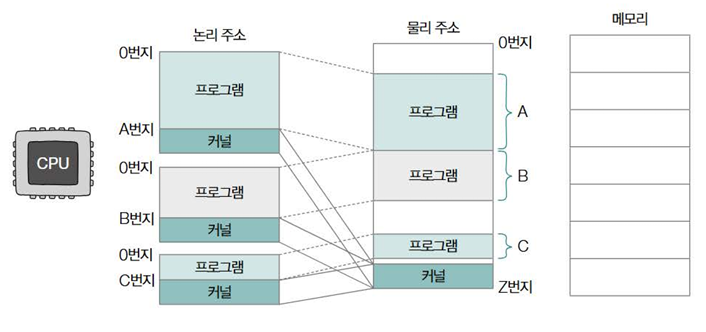 논리 주소
물리 주소
메모리
0번지
프로그램
A번지
커널
0번지
프로그램
B번지
커널
0번지
프로그램
C번지
커널
CPU
0번지
프로그램
A
프로그램
B
프로그램
C
커널
Z번지